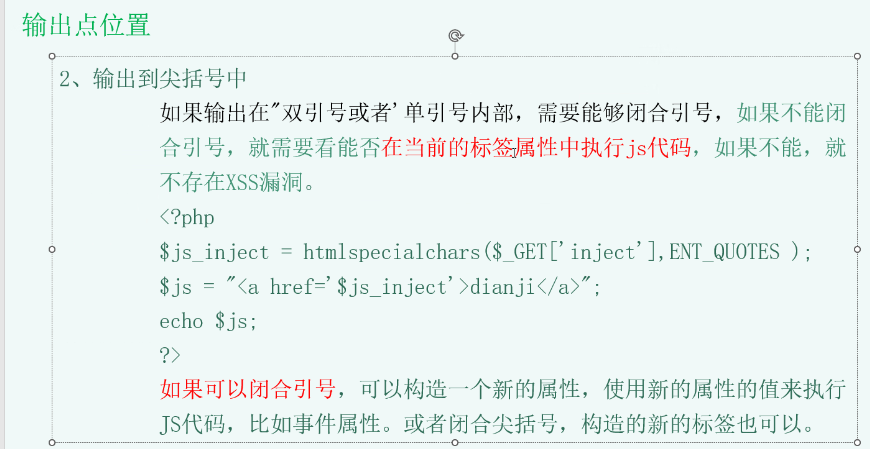 输出点位置
2、输出到尖括号中
如果输出在"双引号或者'单引号内部，需要能够闭合引号，如果不能闭
合引号，就需要看能否在当前的标签属性中执行js代码，如果不能，就
不存在XSS漏洞。
<?php
$js_inject = htmlspecialchars($_GET['inject'],ENT_QUOTES );
$js = "<a href='$js_inject'>dianji</a>";
echo $js;
?>
如果可以闭合引号，可以构造一个新的属性，使用新的属性的值来执行
JS代码，比如事件属性。或者闭合尖括号，构造的新的标签也可以。